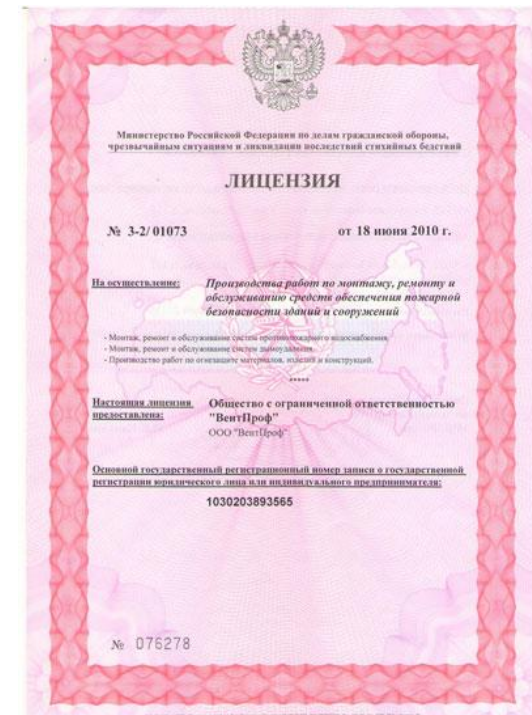 Министерство Российской Федерации по делам гражданской обороны,
чрезвычайным ситуациям и ликвидации последствий стихийных бедствий
ЛИЦЕНЗИЯ
№ 3-2/ 01073 от 18 июня 2010 г.
На осуществление: Производства работ по монтажу, ремонту и
обслуживанию средств обеспечения пожарной
безопасности зданий и сооружений
- Монтаж, ремонт и обслуживание систем противопожарного водоснабжения.
- Монтаж, ремонт и обслуживание систем дымоудаления.
- Производство работ по огнезащите материалов, изделий и конструкций.
*****
Настоящая лицензия Общество с ограниченной ответственностью
предоставлена: "ВентПроф"
ООО "ВентПроф"
Основной государственный регистрационный номер записи о государственной
регистрации юридического лица или индивидуального предпринимателя:
1030203893565
№ 076278